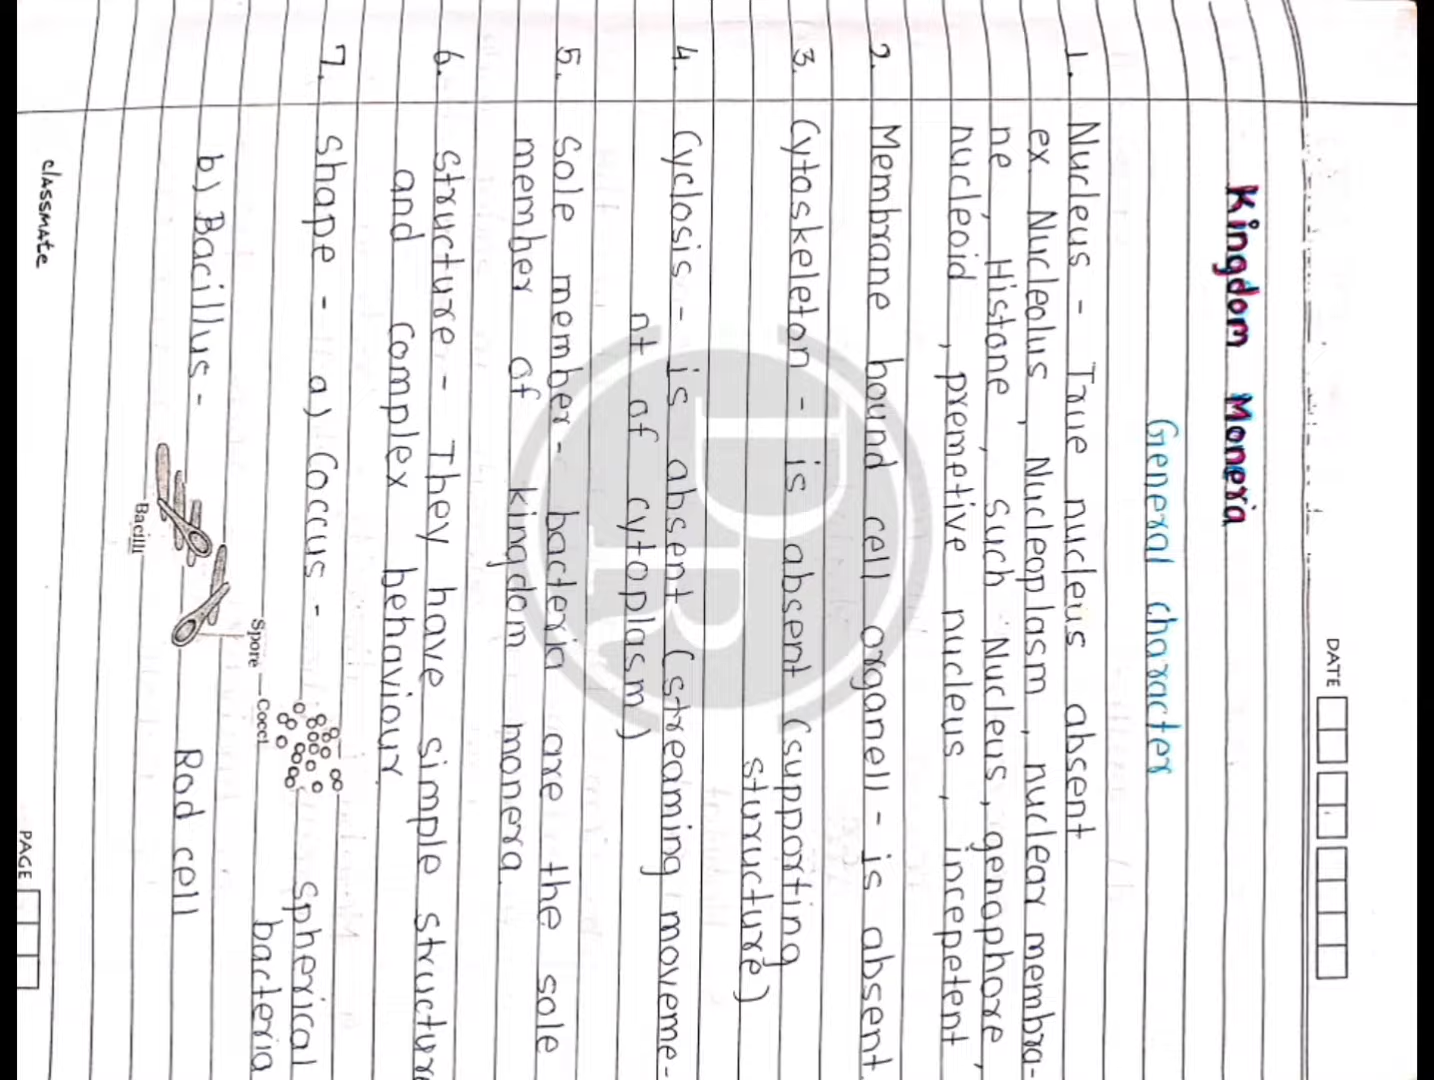 DATE
Kingdom Monera
General character
1. Nucleus - True nucleus absent
ex Nucleolus, Nucleoplasm, nuclear membra-
ne, Histone, such Nucleus, genophore,
nucleoid, premetive nucleus, incepetent
2. Membrane bound cell organell - is absent
3. Cytoskeleton - is absent (supporting
sturucture)
4. Cyclosis - is absent (streaming moveme-
nt of cytoplasm)
5. Sole member - bacteria are the sole
member of kingdom monera.
6. Structure - They have simple structure
and complex behaviour
7. Shape - a) Coccus - Spherical
bacteria
Cocci
Spore
b) Bacillus - Rod cell
Bacilli
classmate
PAGE
DR